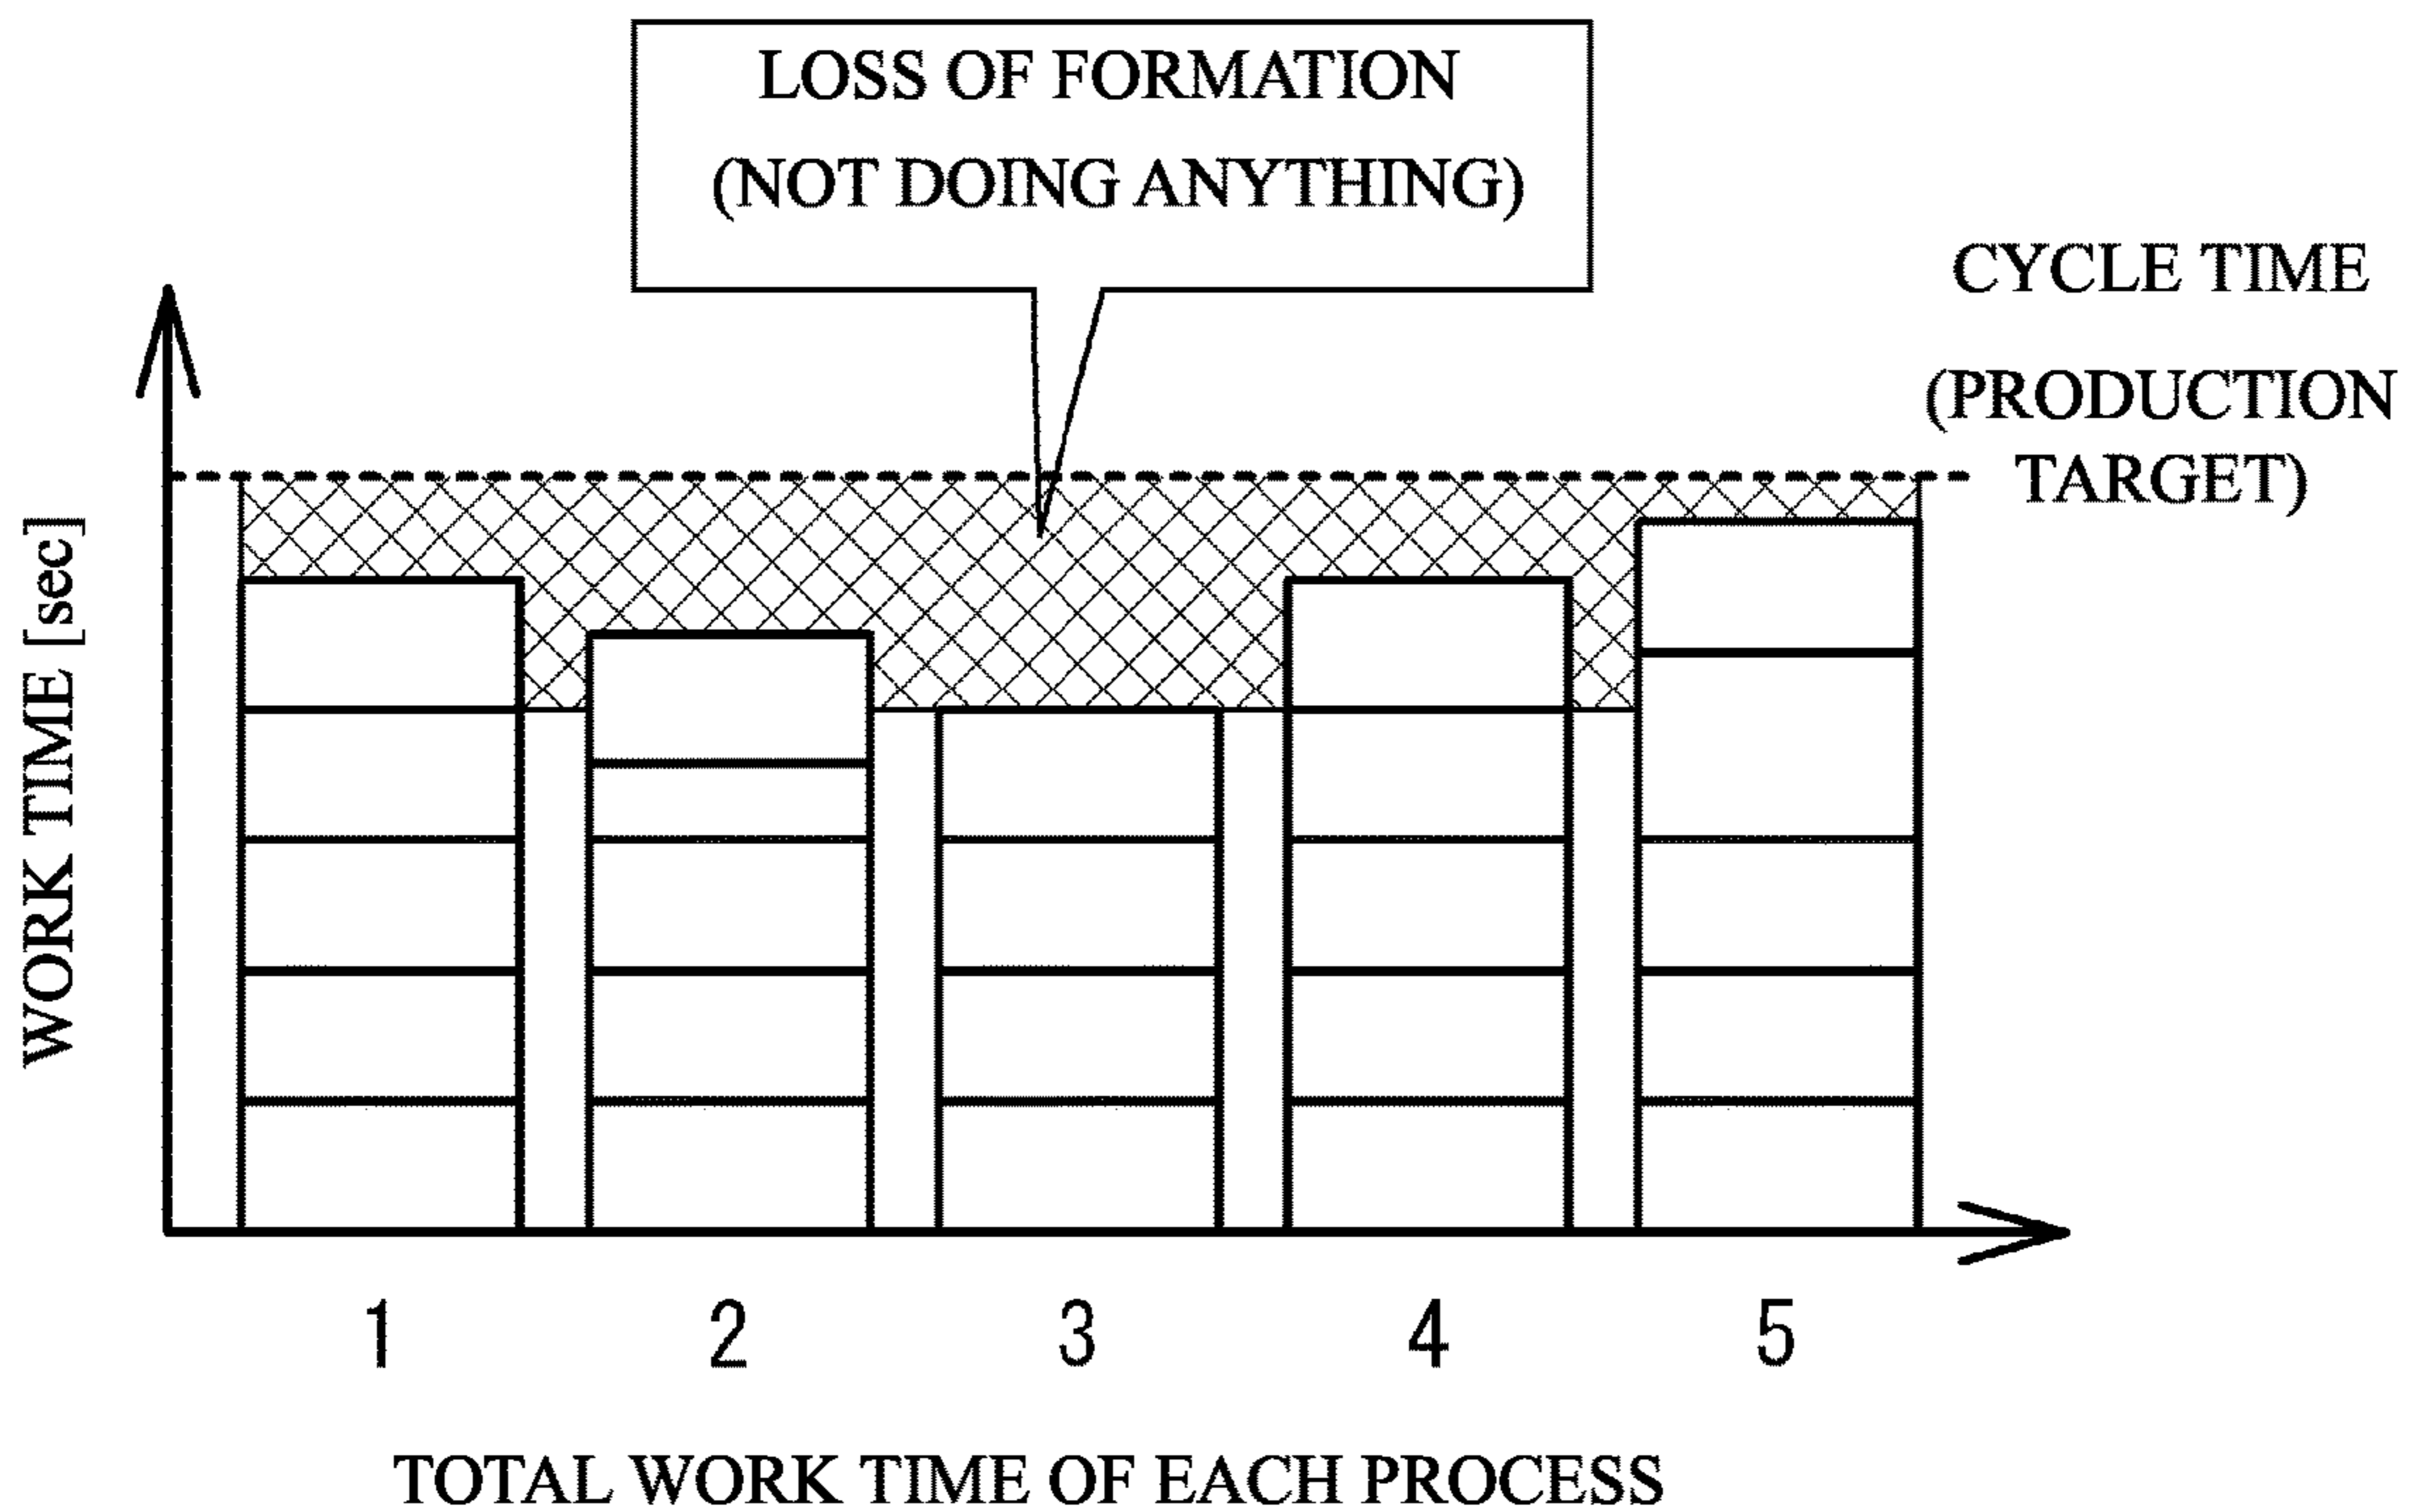 LOSS OF FORMATION
(NOT DOING ANYTHING)
CYCLE TIME
(PRODUCTION
TARGET)
WORK TIME [sec]
1 2 3 4 5
TOTAL WORK TIME OF EACH PROCESS